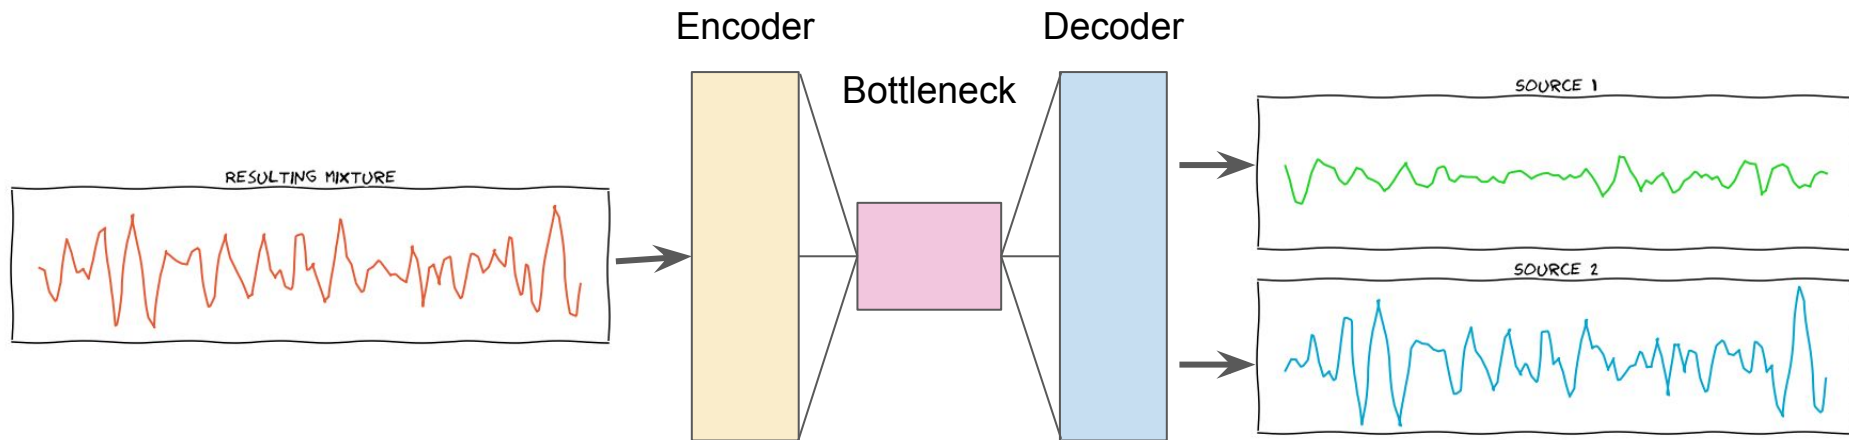 Encoder
Decoder
Bottleneck
RESULTING MIXTURE
SOURCE 1
SOURCE 2